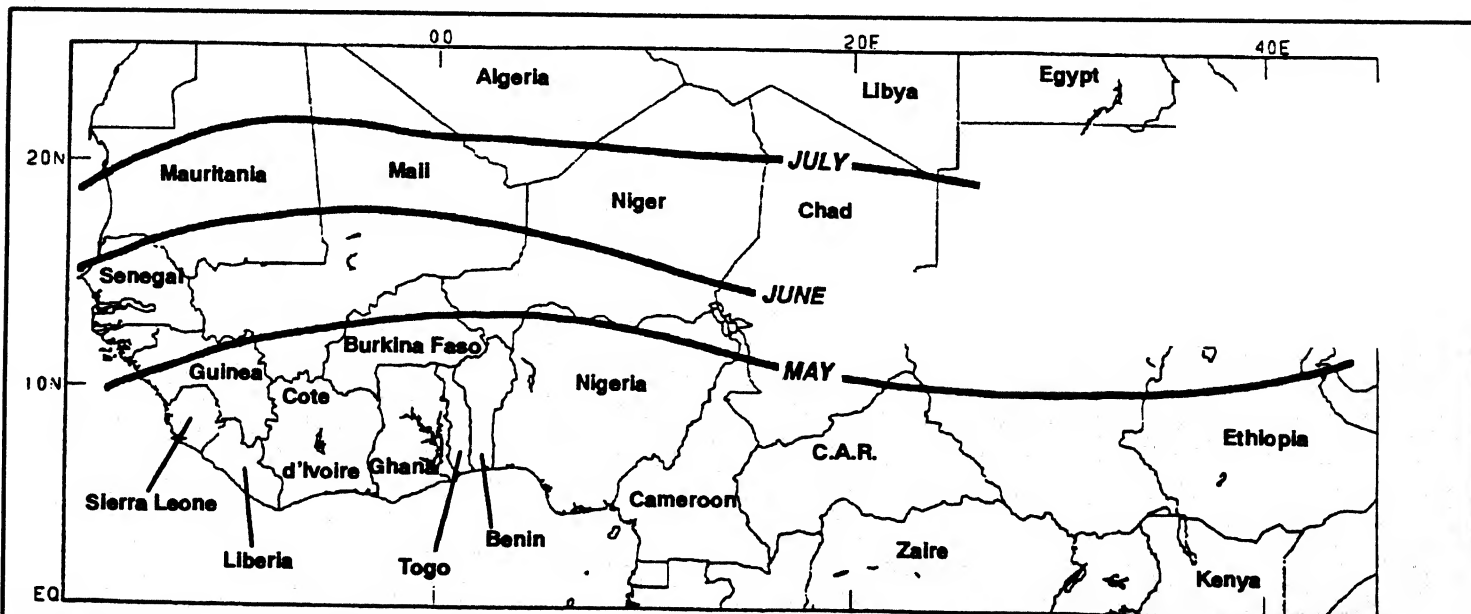 00
20E
40E
Algeria
Libya
Egypt
20N
JULY
Mauritania
Mali
Niger
Chad
Senegal
JUNE
Burkina Faso
MAY
10N
Guinea
Cote
Nigeria
d'Ivoire
Ghana
C.A.R.
Ethiopia
Sierra Leone
Cameroon
Liberia
Togo
Benin
Zaire
Kenya
EQ